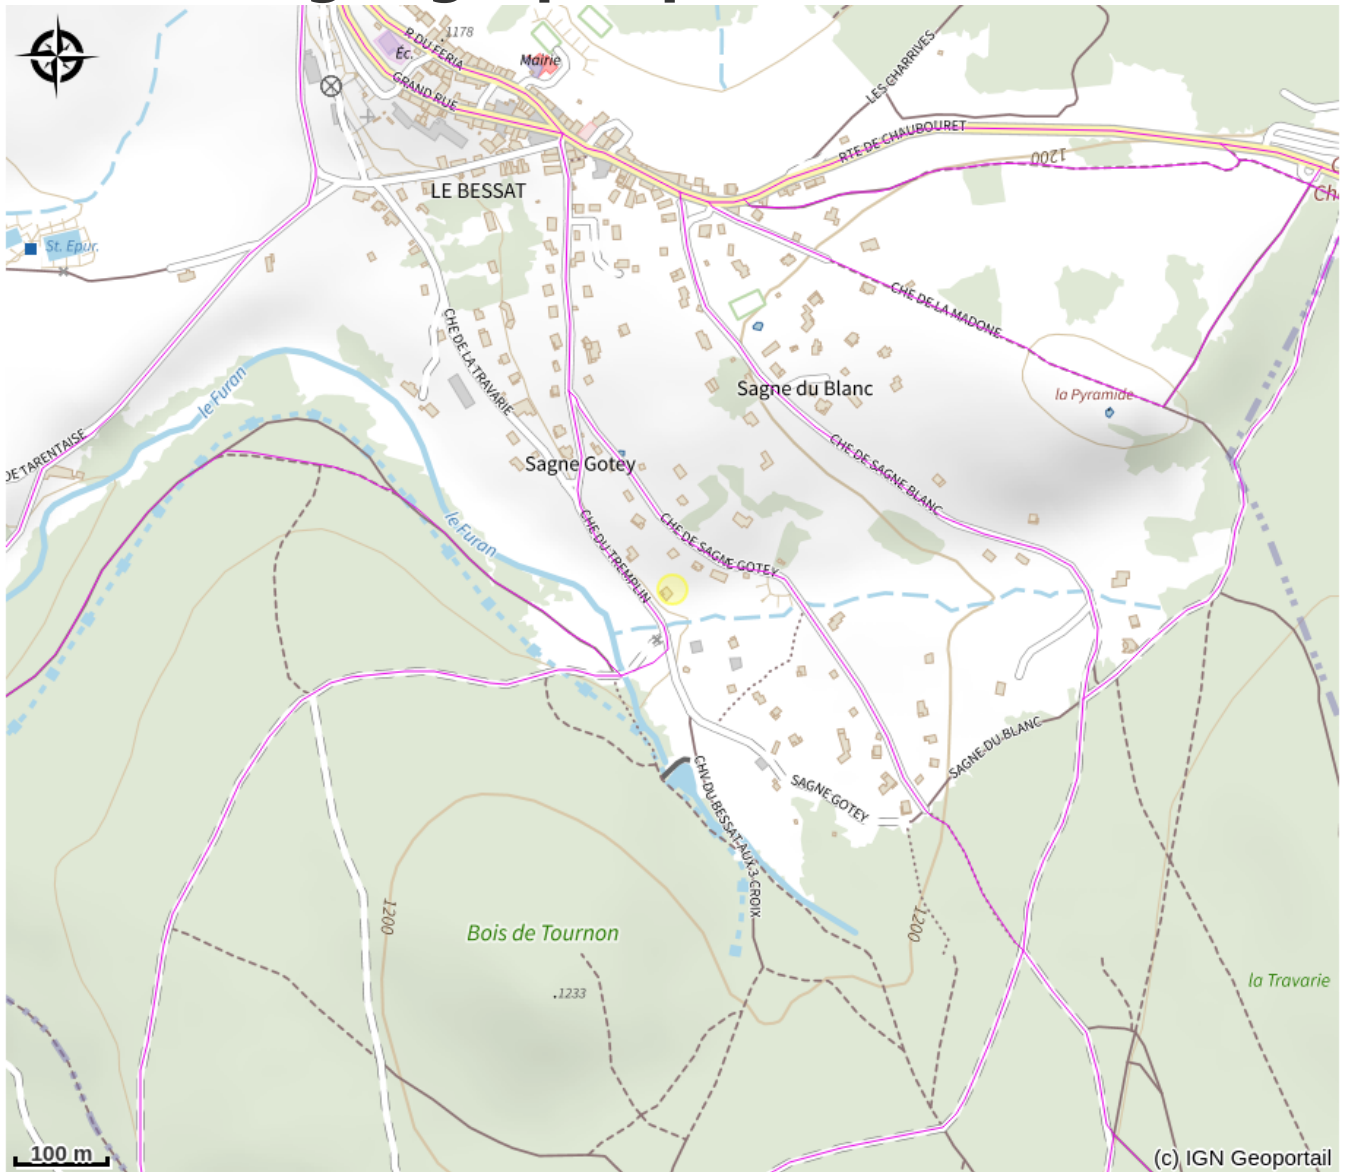 1178
R DU FERIA
Éc.
Mairie
GRAND RUE
LES CHARRIVES
RTE DE CHAUBOURET
1200
LE BESSAT
St. Epur.
CHE DE LA MADONE
CHE DE LA TRAVARIE
le Furan
Sagne du Blanc
la Pyramide
DE TARENTAISE
CHE DE SAGNE BLANC
Sagne Gotey
le Furan
CHE DE SAGNE GOTEY
CHE DU TREMPLIN
SAGNE-DU-BLANC
CHV-DU-BESSAT-AUX-3-CROIX
SAGNE GOTEY
1200
1200
Bois de Tournon
la Travarie
.1233
100 m
(c) IGN Geoportail